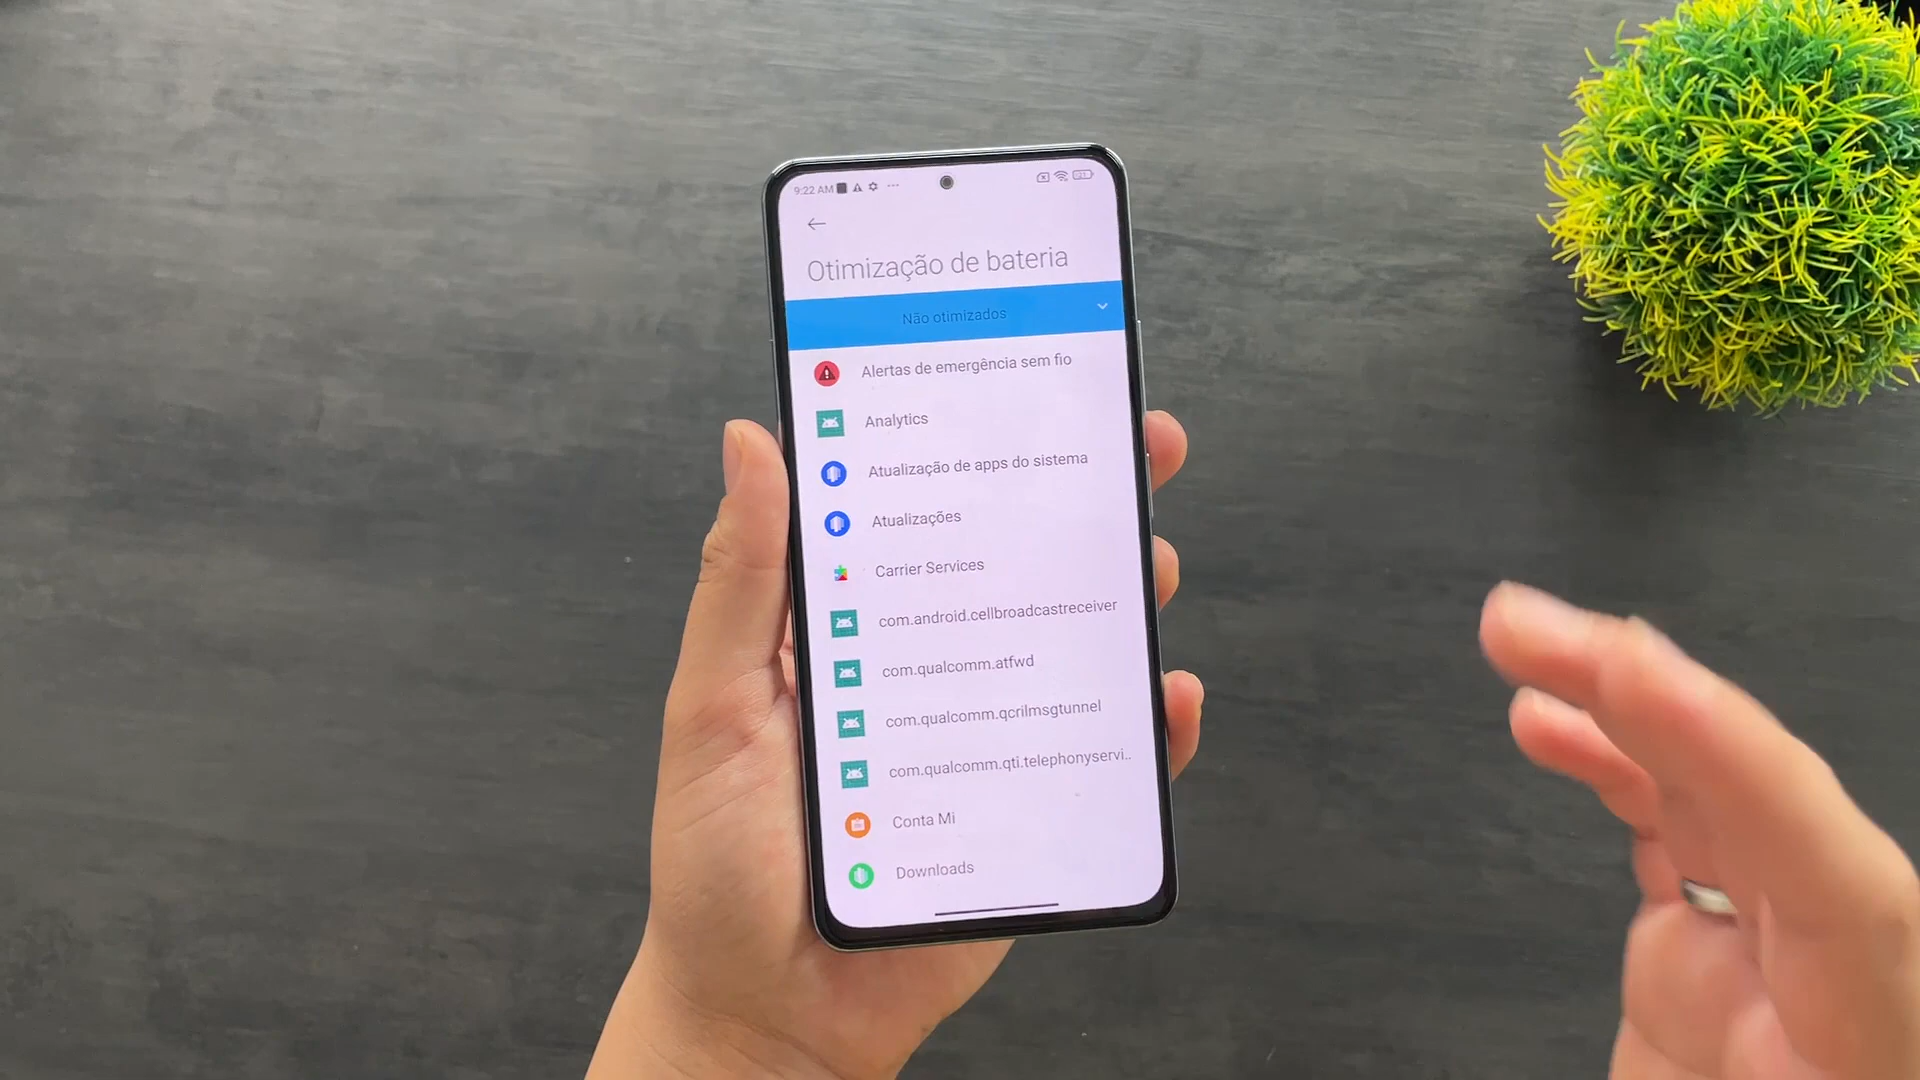 9:22 AM
Otimização de bateria
Não otimizados
Alertas de emergência sem fio
Analytics
Atualização de apps do sistema
Atualizações
Carrier Services
com.android.cellbroadcastreceiver
com.qualcomm.atfwd
com.qualcomm.qcrilmsgtunnel
com.qualcomm.qti.telephonyservi..
Conta Mi
Downloads